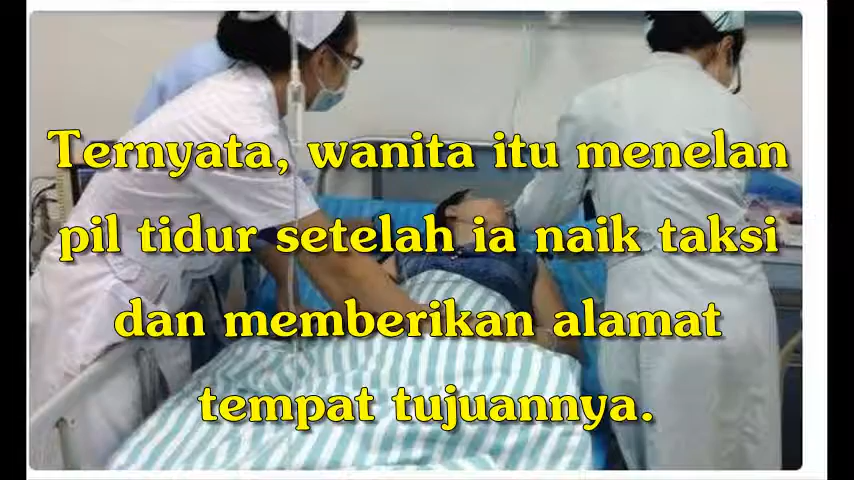 Ternyata, wanita itu menelan
pil tidur setelah ia naik taksi
dan memberikan alamat
tempat tujuannya.